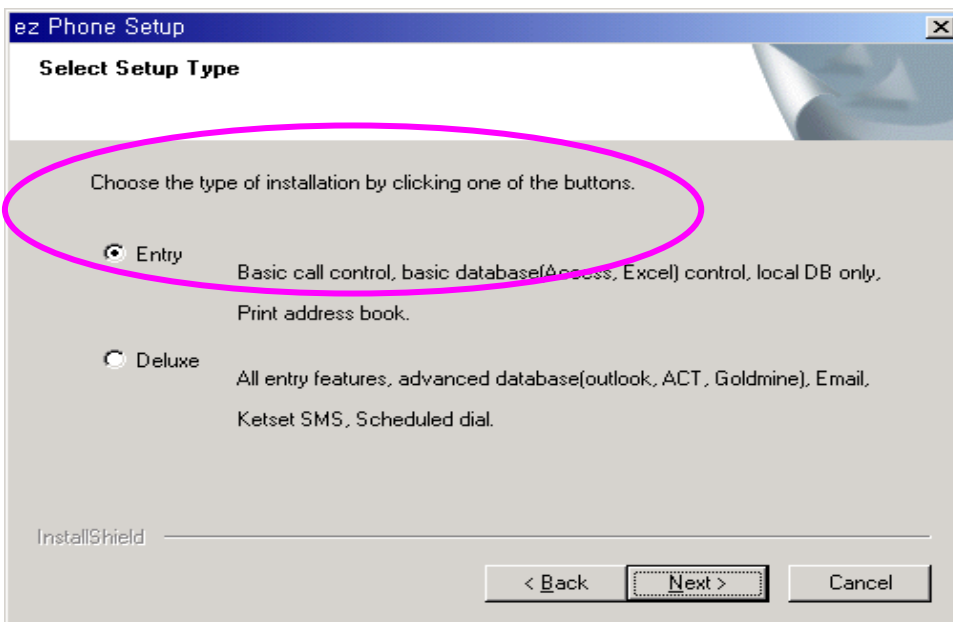 ez Phone Setup
Select Setup Type
Choose the type of installation by clicking one of the buttons.
Entry
Basic call control, basic database(Access, Excel) control, local DB only,
Print address book.
Deluxe
All entry features, advanced database(outlook, ACT, Goldmine), Email,
Ketset SMS, Scheduled dial.
InstallShield
< Back
Next >
Cancel